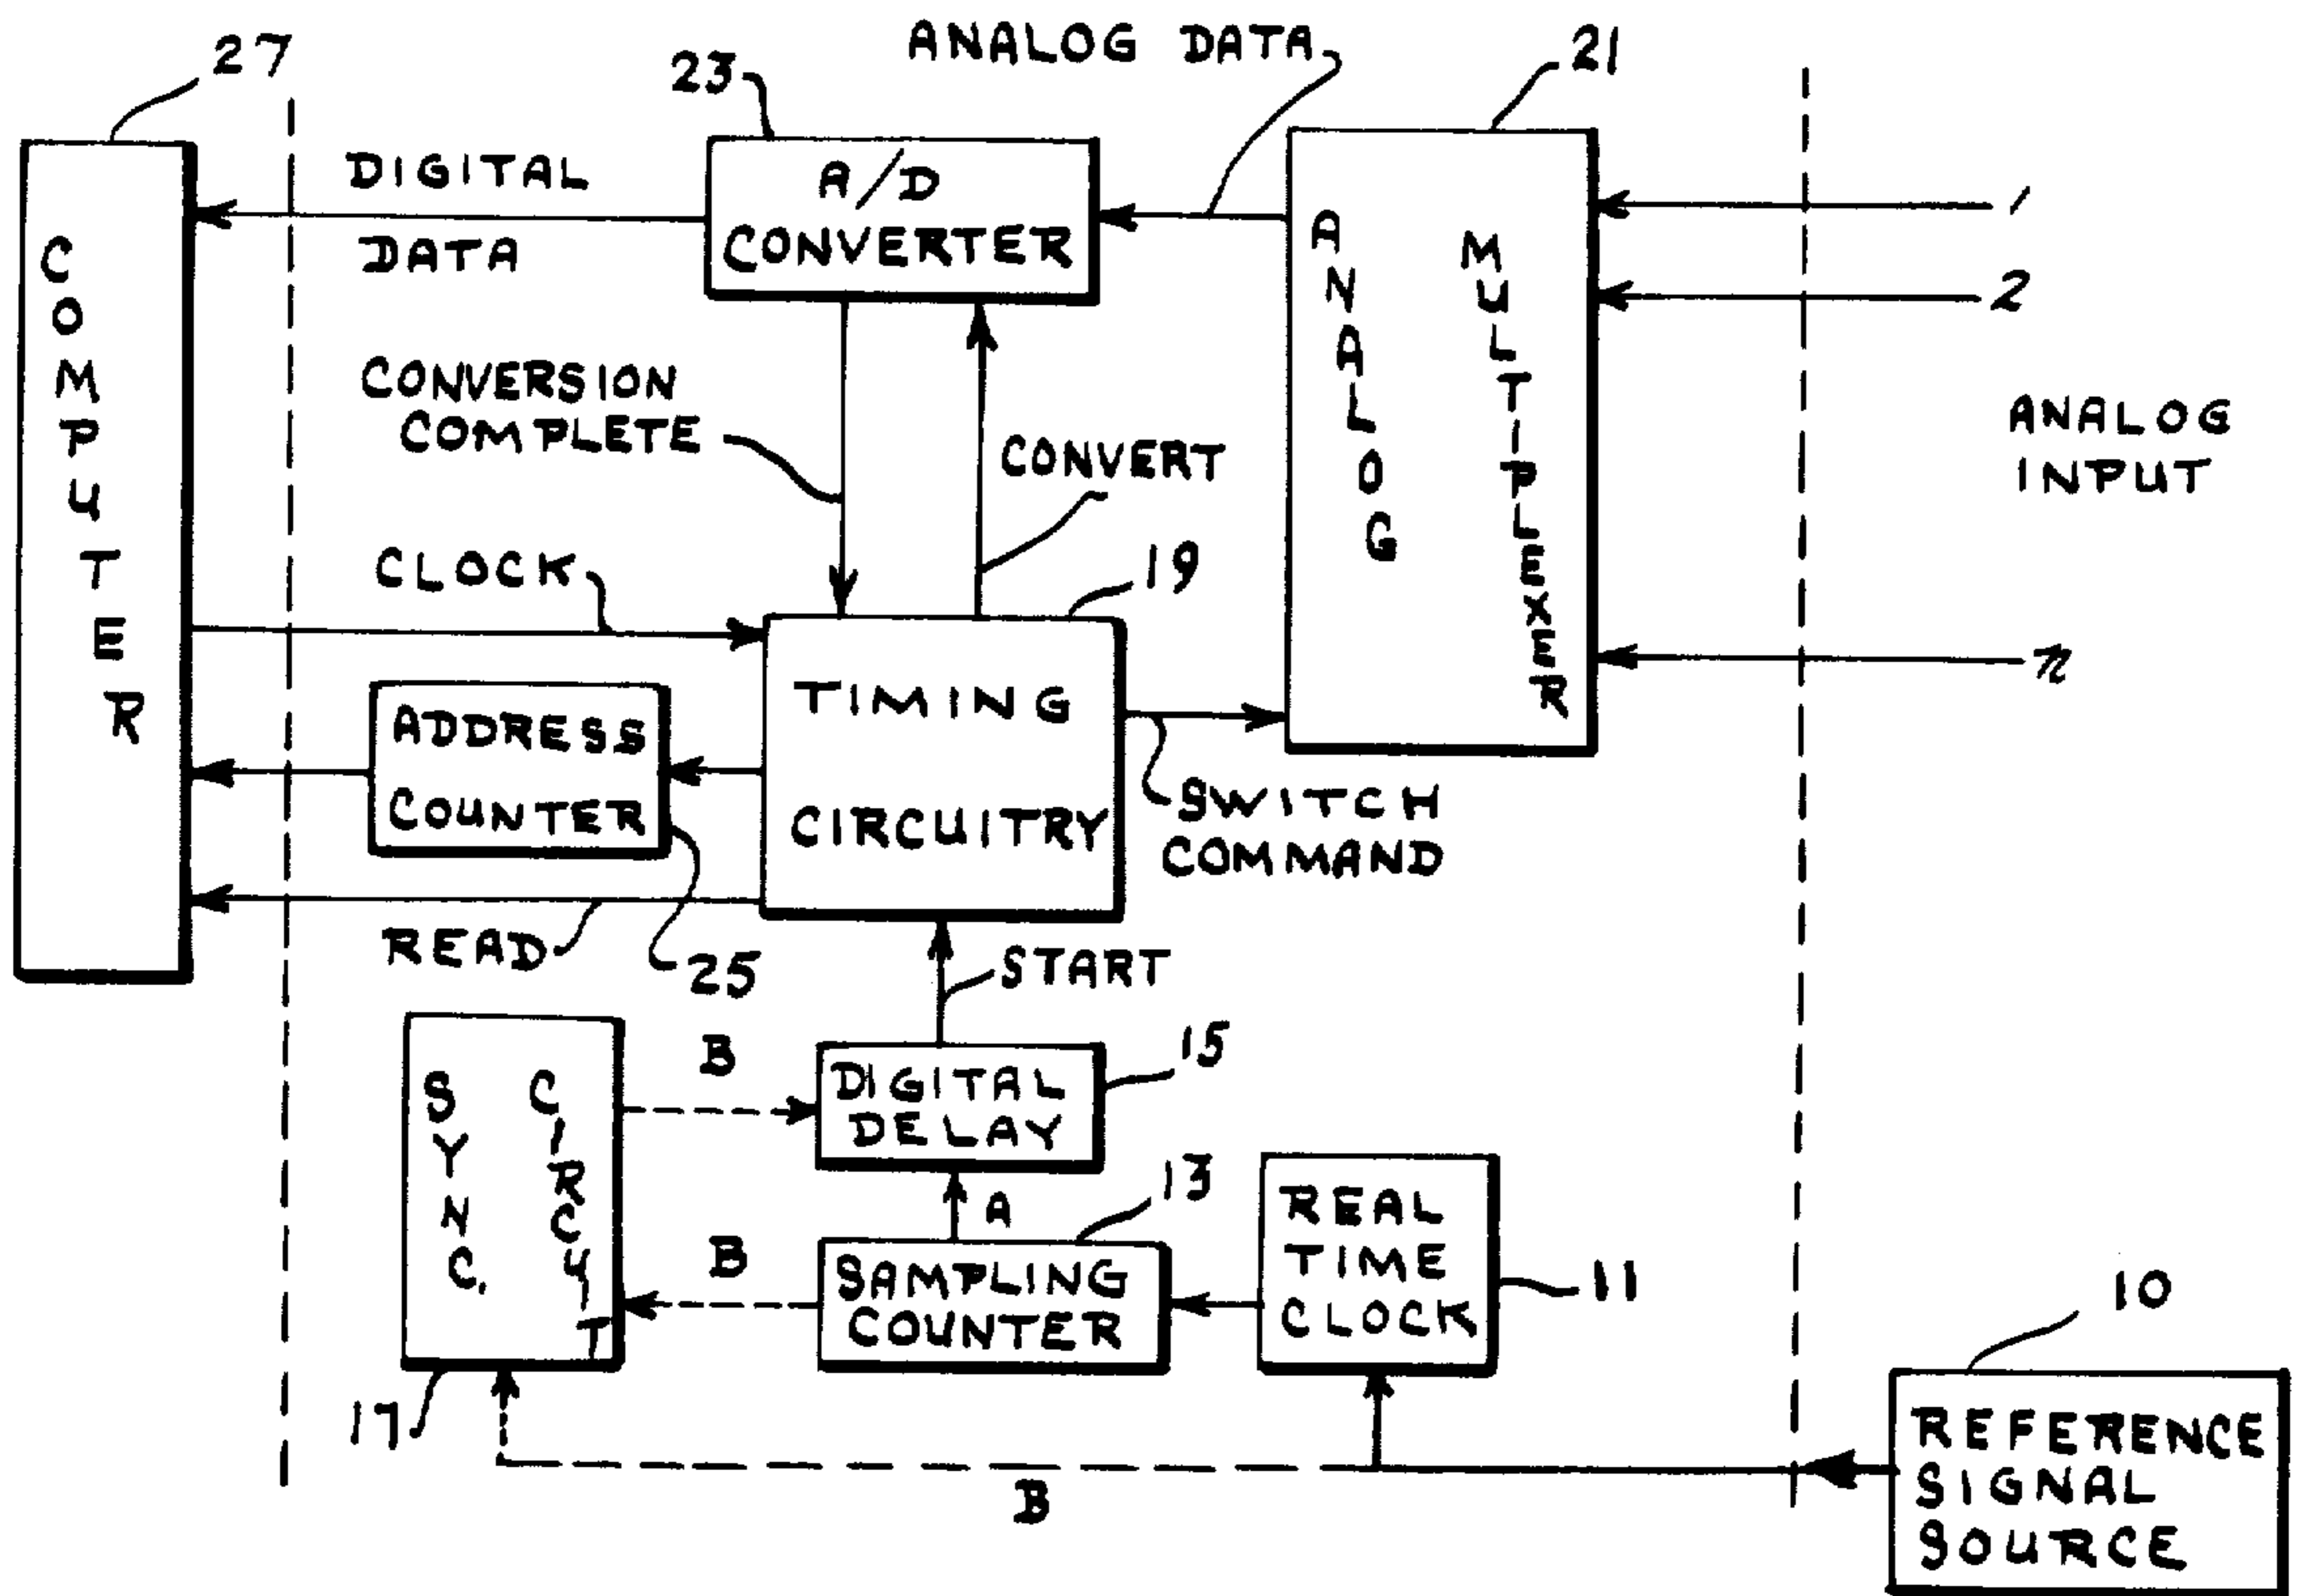 27
23
ANALOG DATA
21
DIGITAL
DATA
A/D
CONVERTER
COMPUTER
ANALOG
MULTIPLEXER
1
2
n
ANALOG
INPUT
CONVERSION
COMPLETE
CONVERT
CLOCK
19
ADDRESS
COUNTER
TIMING
CIRCUITRY
SWITCH
COMMAND
READ
25
START
SYNC.
CIRCUIT
B
DIGITAL
DELAY
15
A
13
B
SAMPLING
COUNTER
REAL
TIME
CLOCK
11
17
B
10
REFERENCE
SIGNAL
SOURCE